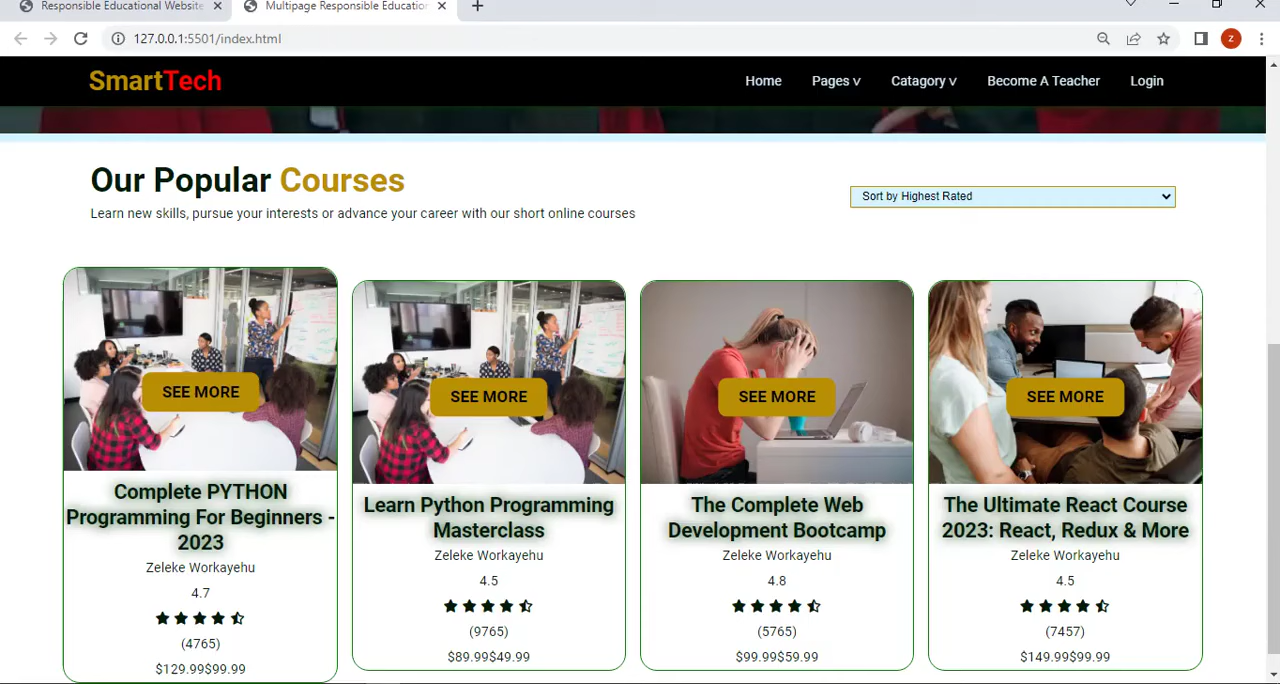 Responsible Educational Website
Multipage Responsible Education
127.0.0.1:5501/index.html
z
SmartTech
Home
Pages v
Catagory v
Become A Teacher
Login
Our Popular Courses
Learn new skills, pursue your interests or advance your career with our short online courses
Sort by Highest Rated
SEE MORE
Complete PYTHON
Programming For Beginners -
2023
Zeleke Workayehu
4.7
(4765)
$129.99$99.99
SEE MORE
Learn Python Programming
Masterclass
Zeleke Workayehu
4.5
(9765)
$89.99$49.99
SEE MORE
The Complete Web
Development Bootcamp
Zeleke Workayehu
4.8
(5765)
$99.99$59.99
SEE MORE
The Ultimate React Course
2023: React, Redux & More
Zeleke Workayehu
4.5
(7457)
$149.99$99.99